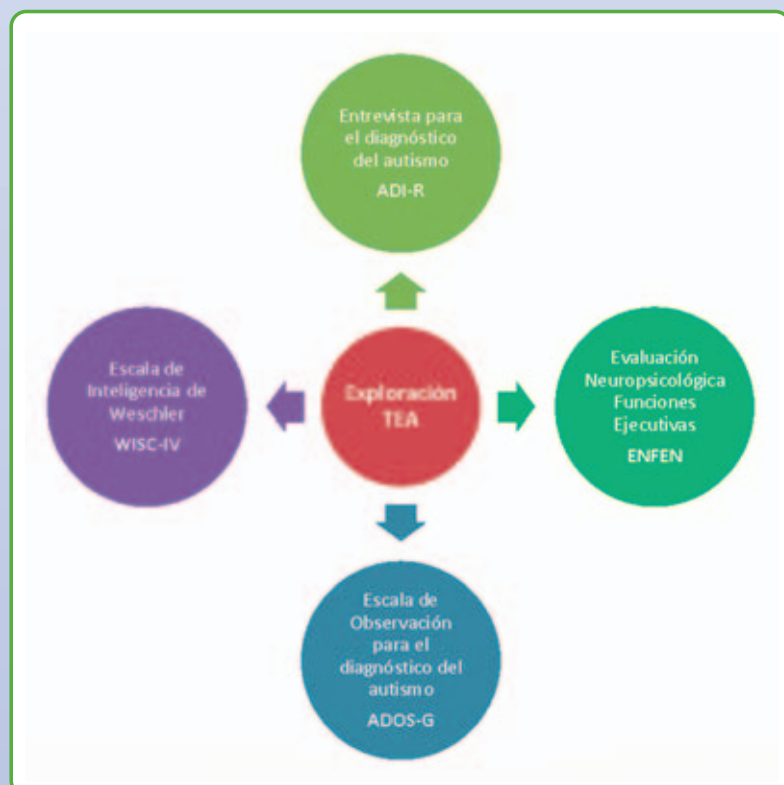 Entrevista para
el diagnóstico
del autismo
ADI-R
Escala de
Inteligencia de
Weschler
WISC-IV
Exploración
TEA
Evaluación
Neuropsicológica
Funciones
Ejecutivas
ENFEN
Escala de
Observación
para el
diagnóstico del
autismo
ADOS-G